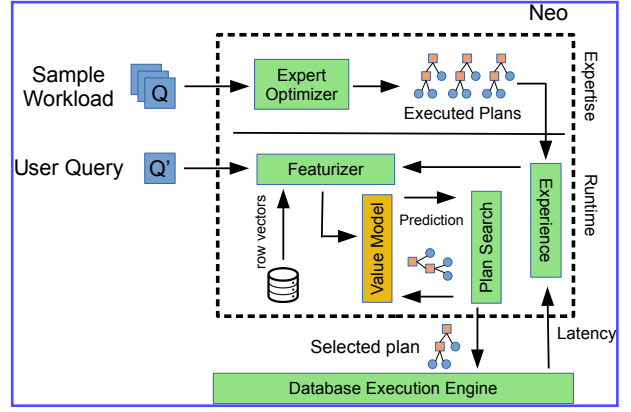 Neo
Sample
Workload
Q
Expert
Optimizer
Executed Plans
Expertise
User Query
Q'
Featurizer
row vectors
Value Model
Prediction
Plan Search
Experience
Runtime
Selected plan
Latency
Database Execution Engine